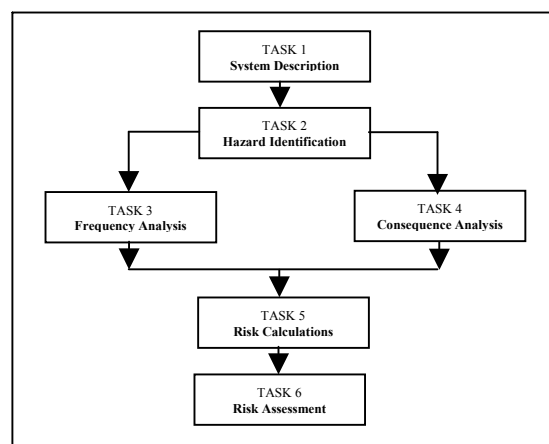 TASK 1
System Description
TASK 2
Hazard Identification
TASK 3
Frequency Analysis
TASK 4
Consequence Analysis
TASK 5
Risk Calculations
TASK 6
Risk Assessment